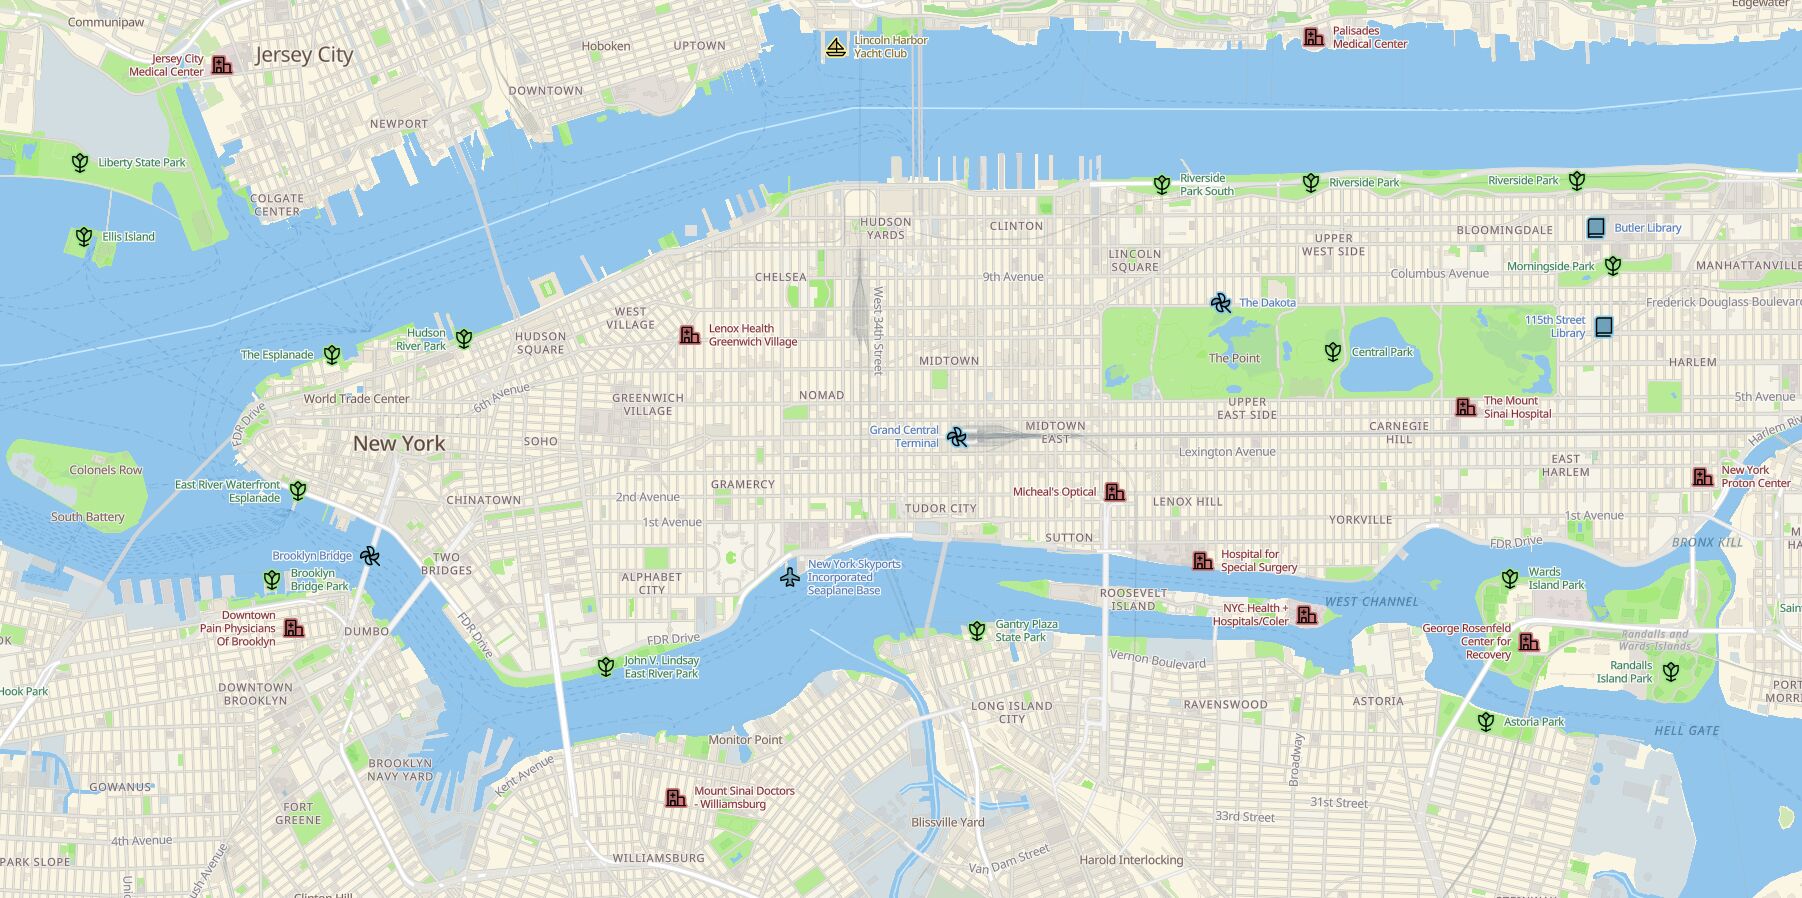 Communipaw
Jersey City
Medical Center
Jersey City
Hoboken
UPTOWN
Lincoln Harbor
Yacht Club
Palisades
Medical Center
Edgewater
DOWNTOWN
NEWPORT
Liberty State Park
COLGATE
CENTER
Ellis Island
Riverside
Park South
Riverside Park
Riverside Park
HUDSON
YARDS
CLINTON
UPPER
WEST SIDE
BLOOMINGDALE
Butler Library
LINCOLN
SQUARE
CHELSEA
9th Avenue
Columbus Avenue
Morningside Park
MANHATTANVILLE
West 34th Street
The Dakota
Frederick Douglass Boulevard
WEST
VILLAGE
115th Street
Library
Hudson
River Park
HUDSON
SQUARE
Lenox Health
Greenwich Village
The Esplanade
MIDTOWN
The Point
Central Park
HARLEM
World Trade Center
6th Avenue
GREENWICH
VILLAGE
NOMAD
UPPER
EAST SIDE
The Mount
Sinai Hospital
5th Avenue
FDR Drive
New York
SOHO
Grand Central
Terminal
MIDTOWN
EAST
CARNEGIE
HILL
Harlem Riv
Lexington Avenue
Colonels Row
EAST
HARLEM
New York
Proton Center
East River Waterfront
Esplanade
CHINATOWN
2nd Avenue
GRAMERCY
Micheal's Optical
LENOX HILL
South Battery
1st Avenue
TUDOR CITY
YORKVILLE
1st Avenue
SUTTON
FDR Drive
BRONX KILL
M
HA
Brooklyn Bridge
TWO
BRIDGES
Brooklyn
Bridge Park
ALPHABET
CITY
New York Skyports
Incorporated
Seaplane Base
Hospital for
Special Surgery
Wards
Island Park
ROOSEVELT
ISLAND
WEST CHANNEL
NYC Health +
Hospitals/Coler
Sain
Downtown
Pain Physicians
Of Brooklyn
DUMBO
OK
FDR Drive
FDR Drive
Gantry Plaza
State Park
George Rosenfeld
Center for
Recovery
Randalls and
Wards Islands
John V. Lindsay
East River Park
Vernon Boulevard
Randalls
Island Park
Hook Park
DOWNTOWN
BROOKLYN
PORT
MORRI
LONG ISLAND
CITY
RAVENSWOOD
ASTORIA
Astoria Park
HELL GATE
Monitor Point
BROOKLYN
NAVY YARD
Kent Avenue
Broadway
GOWANUS
FORT
GREENE
Mount Sinai Doctors
- Williamsburg
31st Street
33rd Street
Blissville Yard
4th Avenue
PARK SLOPE
ush Avenue
WILLIAMSBURG
Van Dam Street
Harold Interlocking
Unio
Clinton Hill
STEINWAY